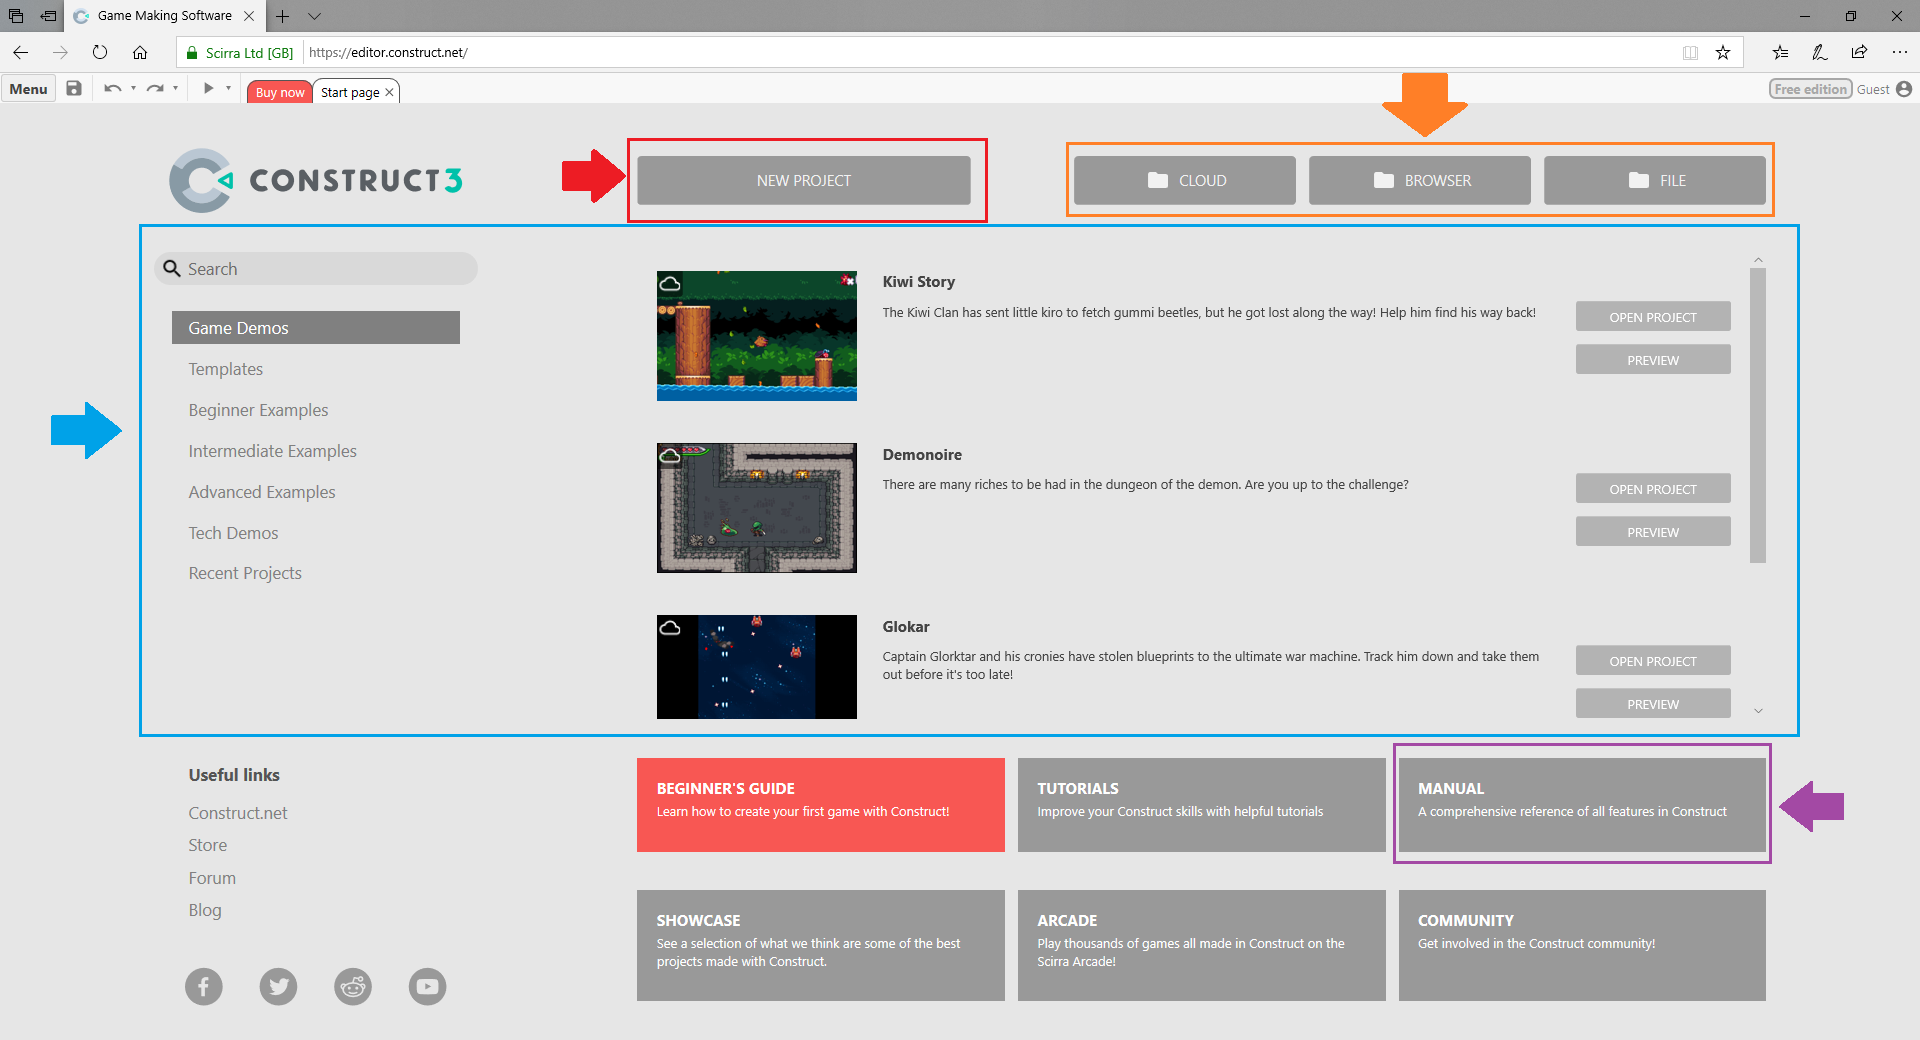 Game Making Software
Scirra Ltd [GB] https://editor.construct.net/
Menu
Buy now
Start page
Free edition
Guest
CONSTRUCT 3
NEW PROJECT
CLOUD
BROWSER
FILE
Search
Game Demos
Templates
Beginner Examples
Intermediate Examples
Advanced Examples
Tech Demos
Recent Projects
Kiwi Story
The Kiwi Clan has sent little kiro to fetch gummi beetles, but he got lost along the way! Help him find his way back!
OPEN PROJECT
PREVIEW
Demonoire
There are many riches to be had in the dungeon of the demon. Are you up to the challenge?
OPEN PROJECT
PREVIEW
Glokar
Captain Glorktar and his cronies have stolen blueprints to the ultimate war machine. Track him down and take them
out before it's too late!
OPEN PROJECT
PREVIEW
Useful links
Construct.net
Store
Forum
Blog
BEGINNER'S GUIDE
Learn how to create your first game with Construct!
TUTORIALS
Improve your Construct skills with helpful tutorials
MANUAL
A comprehensive reference of all features in Construct
SHOWCASE
See a selection of what we think are some of the best
projects made with Construct.
ARCADE
Play thousands of games all made in Construct on the
Scirra Arcade!
COMMUNITY
Get involved in the Construct community!